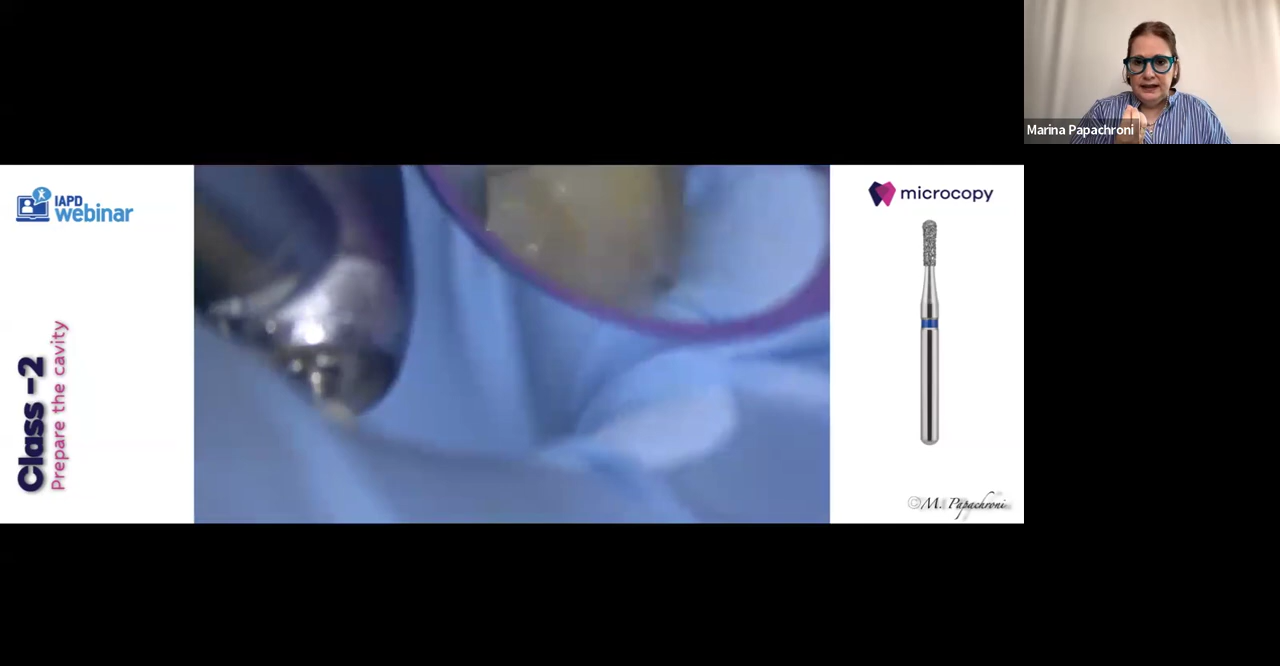 Marina Papachroni
IAPD
webinar
microcopy
Class -2
Prepare the cavity
©M. Papachroni